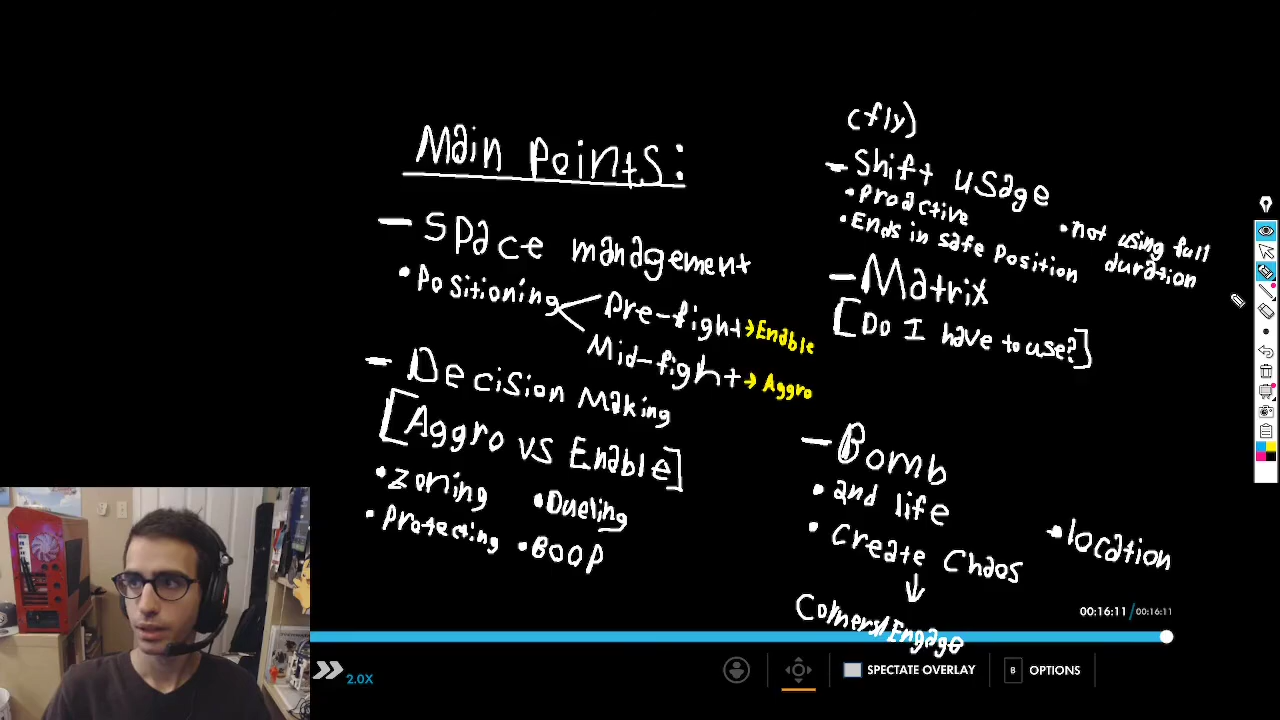 Main Points:
- Space management
• Positioning
Pre-fight → Enable
Mid-fight → Aggro
- Decision Making
[Aggro vs Enable]
• Zoning • Dueling
• Protecting • Boop
(fly)
- Shift usage
• Proactive
• Ends in safe position
• not using full
duration
- Matrix
[Do I have to use?]
- Bomb
• 2nd life
• Create Chaos
↓
Corners/Engage
• location
00:16:11 / 00:16:11
2.0X
SPECTATE OVERLAY
B OPTIONS